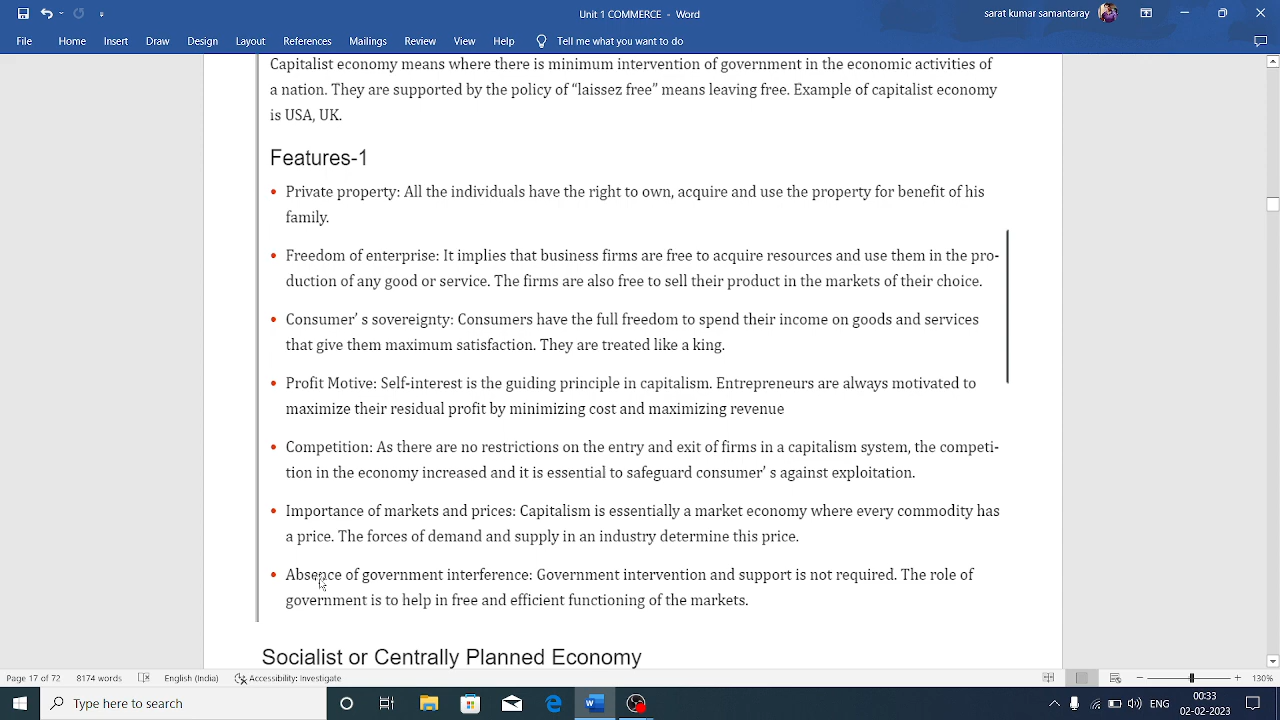 unit 1 COMMERCE - Word
sant kumar
File Home Insert Draw Design Layout References Mailings Review View Help Tell me what you want to do
Capitalist economy means where there is minimum intervention of government in the economic activities of
a nation. They are supported by the policy of “laissez free” means leaving free. Example of capitalist economy
is USA, UK.
Features-1
• Private property: All the individuals have the right to own, acquire and use the property for benefit of his
family.
• Freedom of enterprise: It implies that business firms are free to acquire resources and use them in the pro-
duction of any good or service. The firms are also free to sell their product in the markets of their choice.
• Consumer’ s sovereignty: Consumers have the full freedom to spend their income on goods and services
that give them maximum satisfaction. They are treated like a king.
• Profit Motive: Self-interest is the guiding principle in capitalism. Entrepreneurs are always motivated to
maximize their residual profit by minimizing cost and maximizing revenue
• Competition: As there are no restrictions on the entry and exit of firms in a capitalism system, the competi-
tion in the economy increased and it is essential to safeguard consumer’ s against exploitation.
• Importance of markets and prices: Capitalism is essentially a market economy where every commodity has
a price. The forces of demand and supply in an industry determine this price.
• Absence of government interference: Government intervention and support is not required. The role of
government is to help in free and efficient functioning of the markets.
Socialist or Centrally Planned Economy
Page 17 of 72 8174 words English (India) Accessibility: Investigate 130%
Type here to search
ENG
00:33
02-02-2023